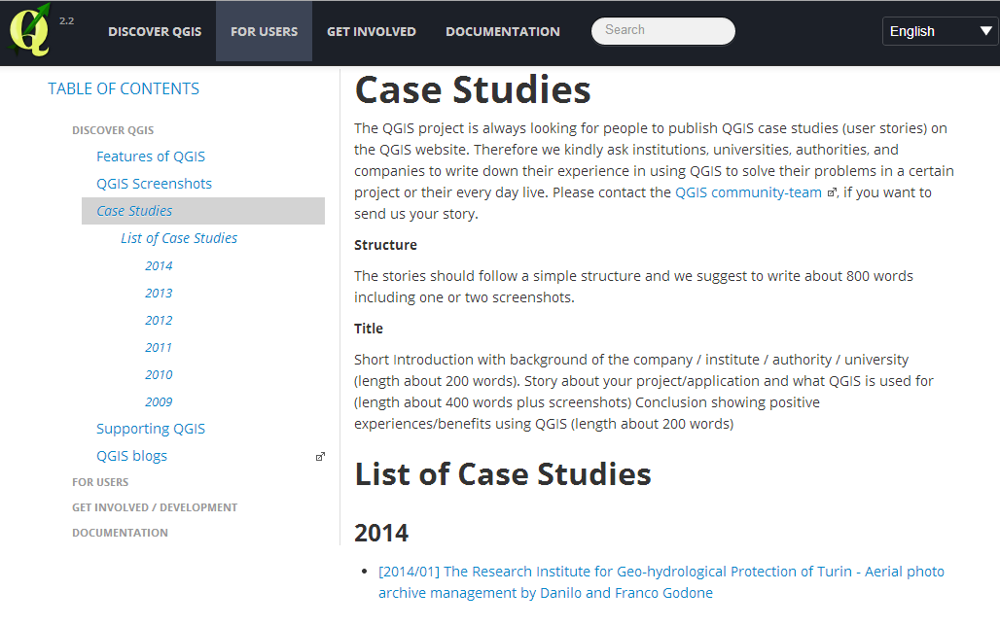 2.2
DISCOVER QGIS
FOR USERS
GET INVOLVED
DOCUMENTATION
Search
English
TABLE OF CONTENTS
DISCOVER QGIS
Features of QGIS
QGIS Screenshots
Case Studies
List of Case Studies
2014
2013
2012
2011
2010
2009
Supporting QGIS
QGIS blogs
FOR USERS
GET INVOLVED / DEVELOPMENT
DOCUMENTATION
Case Studies
The QGIS project is always looking for people to publish QGIS case studies (user stories) on
the QGIS website. Therefore we kindly ask institutions, universities, authorities, and
companies to write down their experience in using QGIS to solve their problems in a certain
project or their every day live. Please contact the QGIS community-team, if you want to
send us your story.
Structure
The stories should follow a simple structure and we suggest to write about 800 words
including one or two screenshots.
Title
Short Introduction with background of the company / institute / authority / university
(length about 200 words). Story about your project/application and what QGIS is used for
(length about 400 words plus screenshots) Conclusion showing positive
experiences/benefits using QGIS (length about 200 words)
List of Case Studies
2014
• [2014/01] The Research Institute for Geo-hydrological Protection of Turin - Aerial photo
archive management by Danilo and Franco Godone